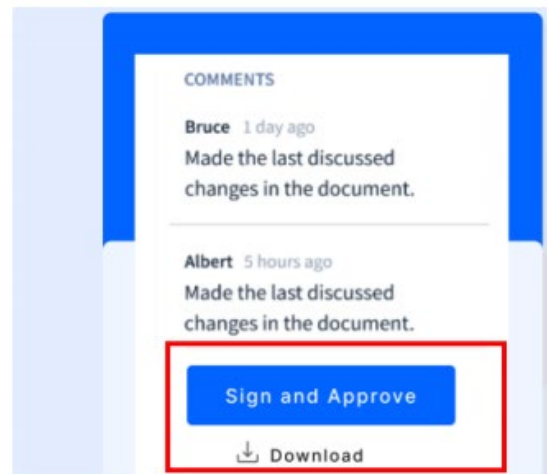 COMMENTS
Bruce 1 day ago
Made the last discussed
changes in the document.
Albert 5 hours ago
Made the last discussed
changes in the document.
Sign and Approve
Download